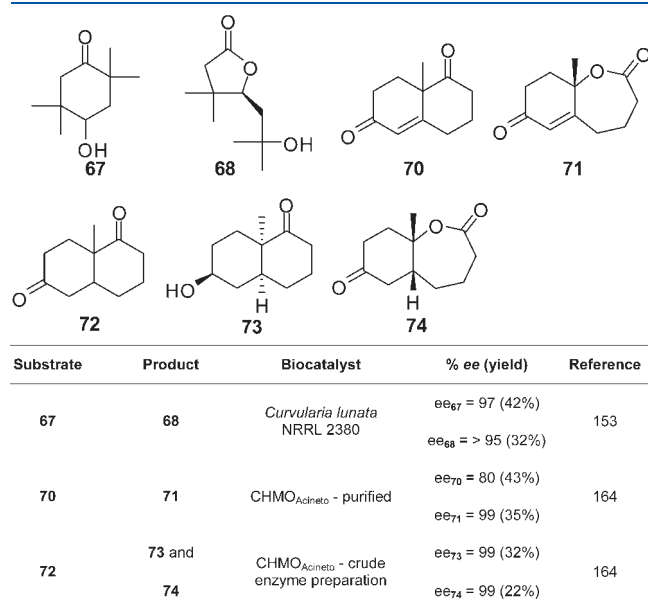 O
O
O
O
O
O
O
OH
OH
O
O
67
68
70
71
O
O
O
O
O
HO
H
O
H
72
73
74
Substrate Product Biocatalyst % ee (yield) Reference
67 68 Curvularia lunata NRRL 2380 ee67 = 97 (42%) 153
ee68 = > 95 (32%)
70 71 CHMOAcineto - purified ee70 = 80 (43%) 164
ee71 = 99 (35%)
72 73 and 74 CHMOAcineto - crude enzyme preparation ee73 = 99 (32%) 164
ee74 = 99 (22%)